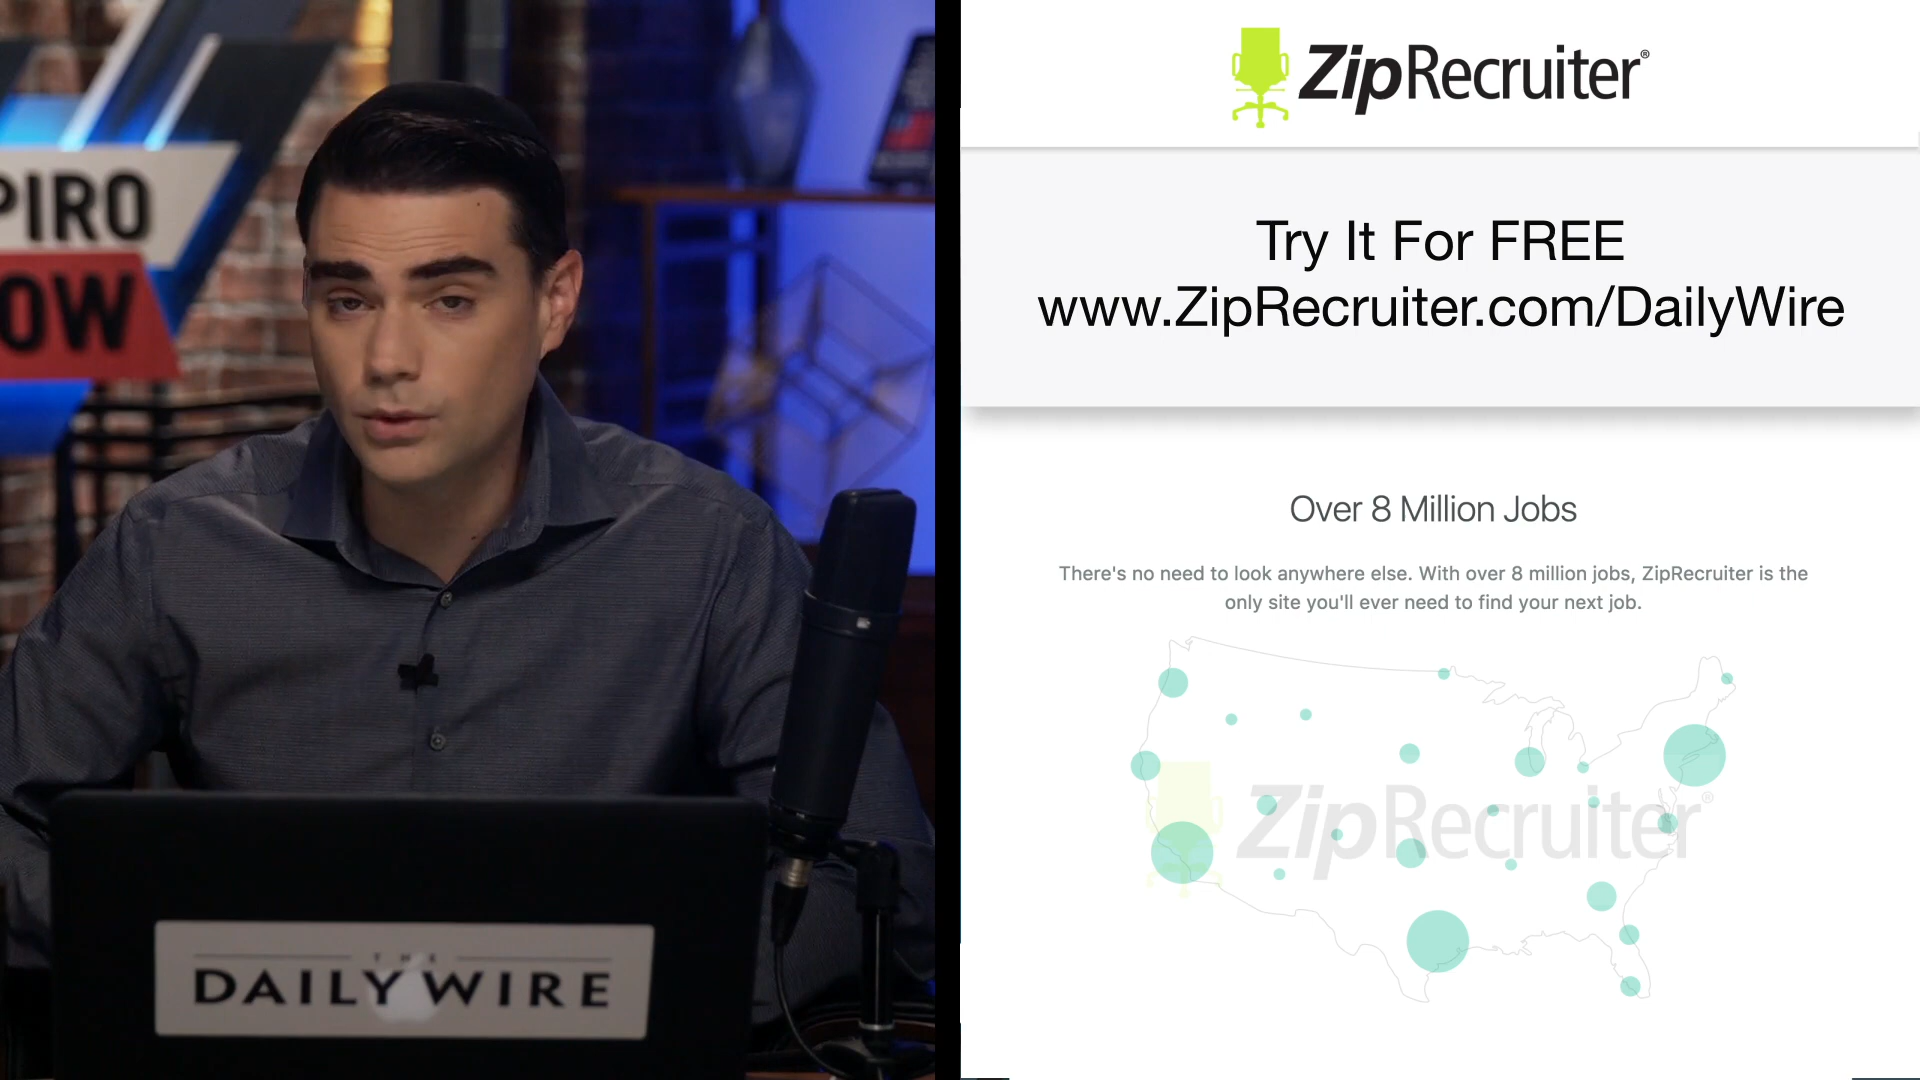 PIRO
OW
THE
DAILY WIRE
ZipRecruiter®
Try It For FREE
www.ZipRecruiter.com/DailyWire
Over 8 Million Jobs
There's no need to look anywhere else. With over 8 million jobs, ZipRecruiter is the
only site you'll ever need to find your next job.
ZipRecruiter®